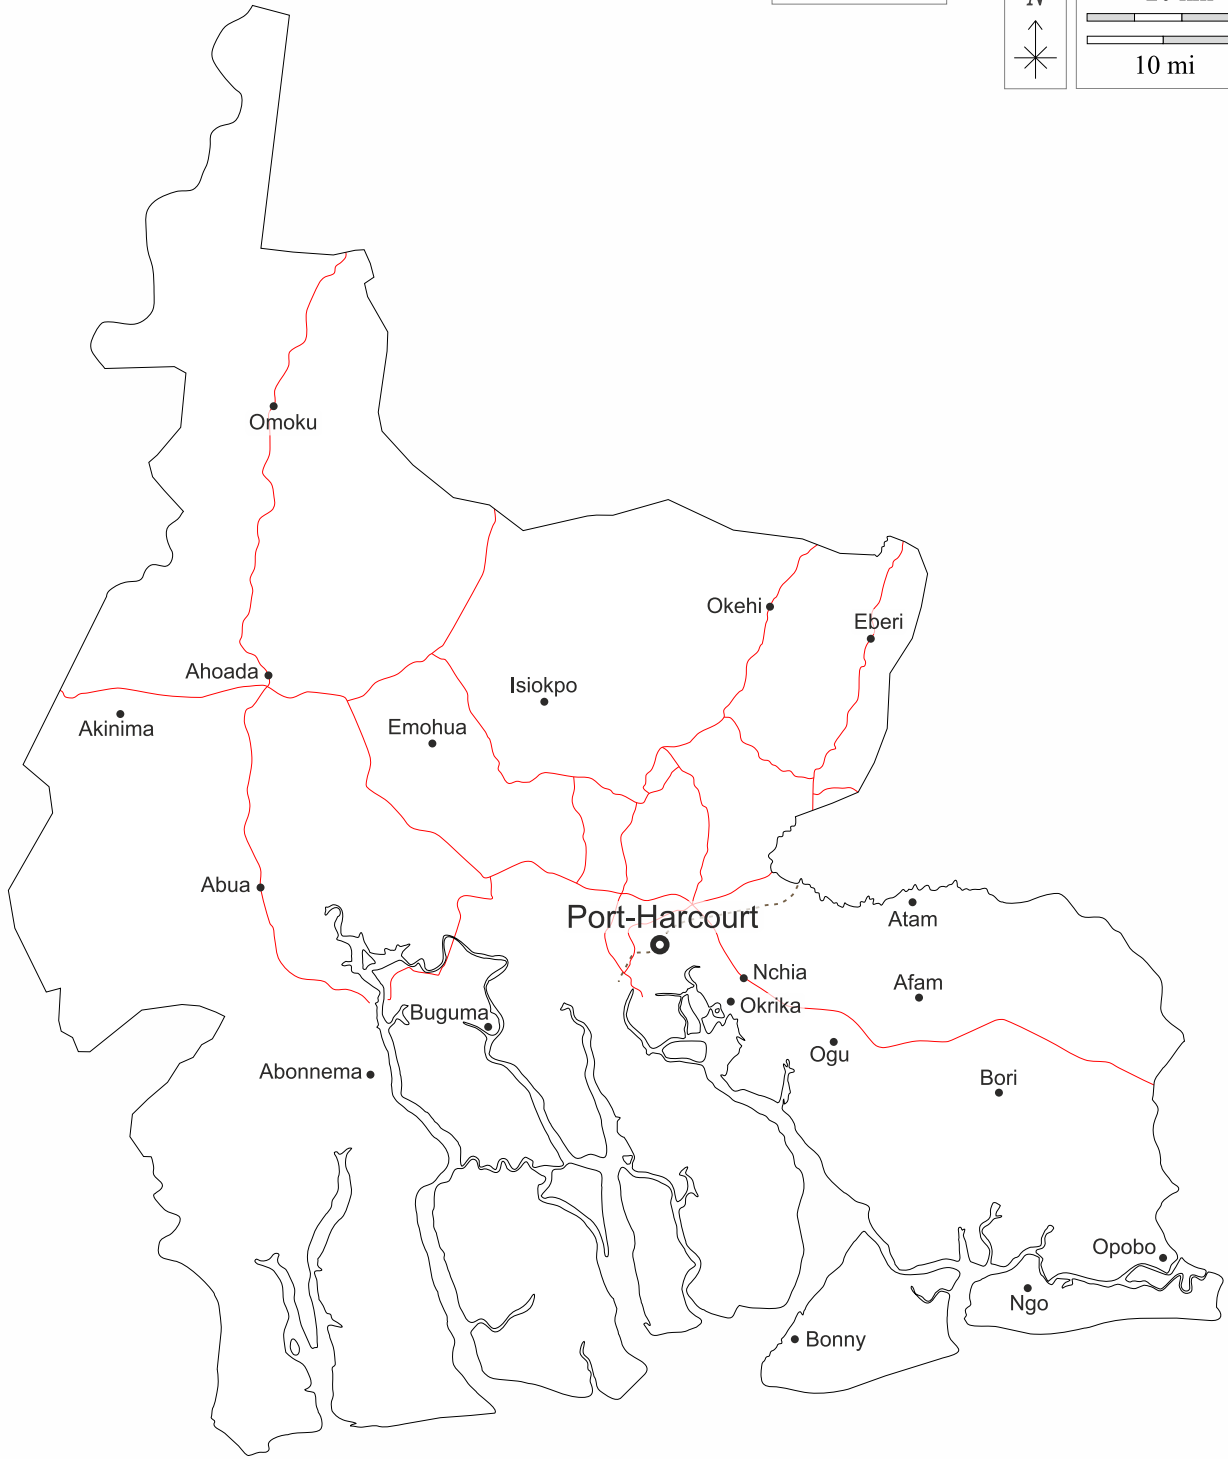 N
10 mi
Omoku
Okehi
Eberi
Ahoada
Isiokpo
Akinima
Emohua
Abua
Port-Harcourt
Atam
Nchia
Afam
Okrika
Buguma
Ogu
Abonnema
Bori
Opobo
Ngo
Bonny